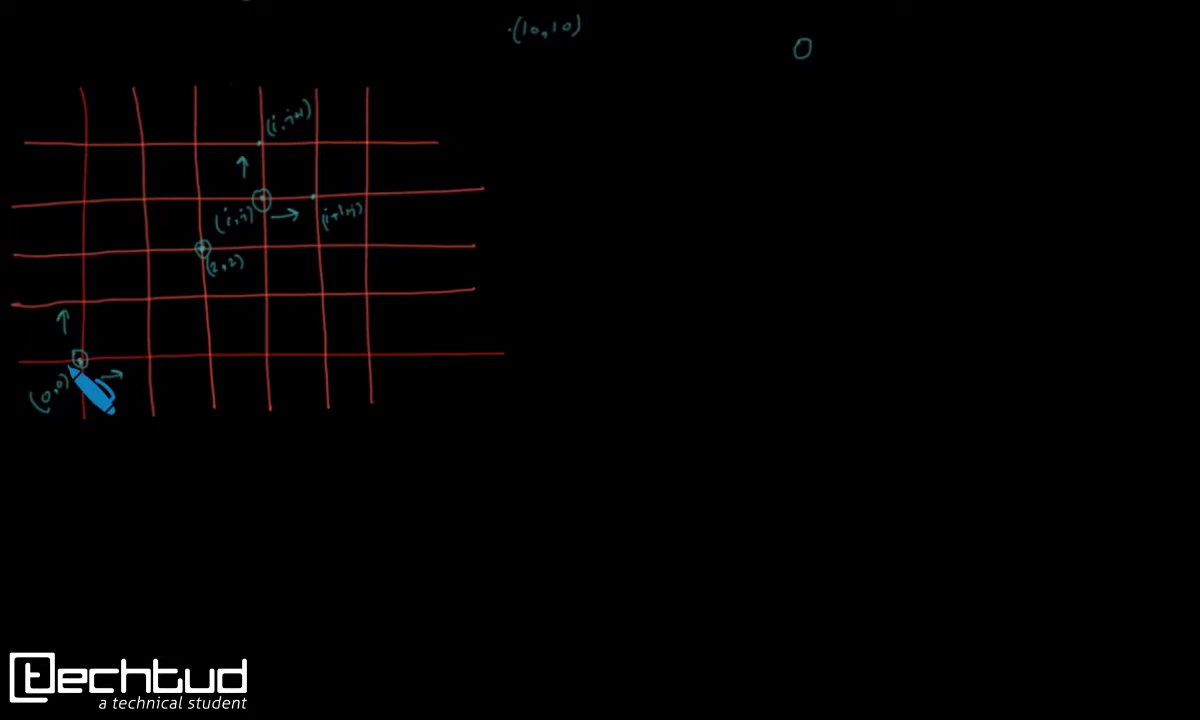 .(10,10)
0
(i,j+1)
(i,j)
(i+1,j)
(2,2)
(0,0)
techtud
a technical student